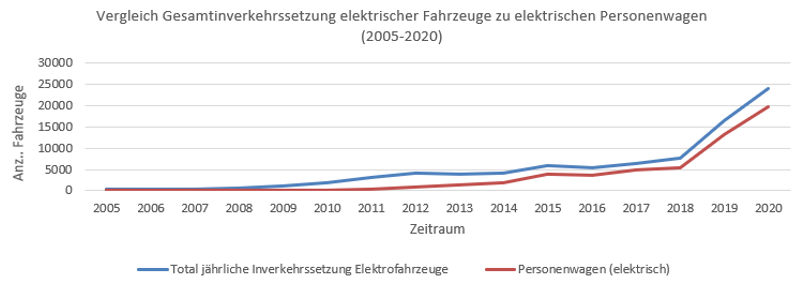 Vergleich Gesamtinverkehrssetzung elektrischer Fahrzeuge zu elektrischen Personenwagen
(2005-2020)
30000
25000
20000
15000
10000
5000
0
Anz.. Fahrzeuge
2005 2006 2007 2008 2009 2010 2011 2012 2013 2014 2015 2016 2017 2018 2019 2020
Zeitraum
Total jährliche Inverkehrssetzung Elektrofahrzeuge Personenwagen (elektrisch)